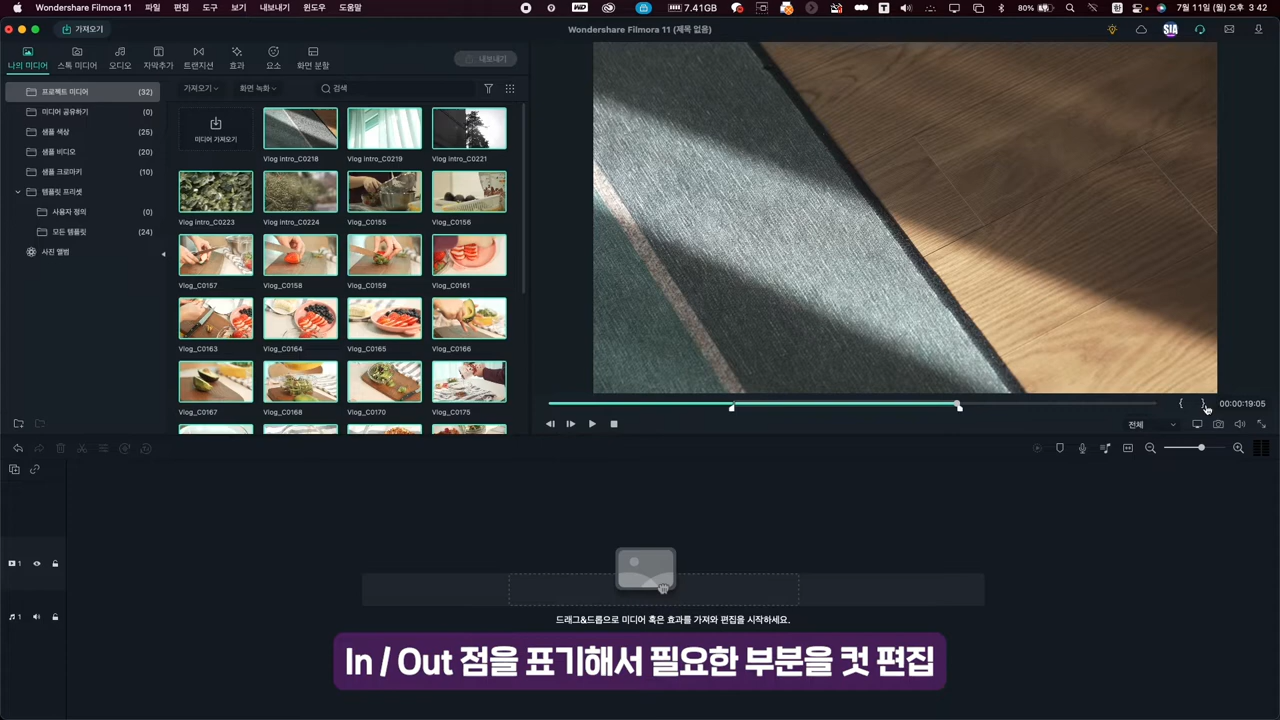 Wondershare Filmora 11 파일 편집 도구 보기 내보내기 윈도우 도움말
WD 7.41GB T 80% 한 7월 11일 (월) 오후 3:42
가져오기 Wondershare Filmora 11 (제목 없음) SIA
나의 미디어 스톡 미디어 오디오 자막추가 트랜지션 효과 요소 화면 분할 내보내기
프로젝트 미디어 (32)
미디어 공유하기 (0)
샘플 색상 (25)
샘플 비디오 (20)
샘플 크로마키 (10)
템플릿 프리셋
사용자 정의 (0)
모든 템플릿 (24)
사진 앨범
가져오기 화면 녹화 검색
미디어 가져오기
Vlog intro_C0218 Vlog intro_C0219 Vlog intro_C0221
Vlog intro_C0223 Vlog intro_C0224 Vlog_C0155 Vlog_C0156
Vlog_C0157 Vlog_C0158 Vlog_C0159 Vlog_C0161
Vlog_C0163 Vlog_C0164 Vlog_C0165 Vlog_C0166
Vlog_C0167 Vlog_C0168 Vlog_C0170 Vlog_C0175
{ } 00:00:19:05
전체
1
1
드래그&드롭으로 미디어 혹은 효과를 가져와 편집을 시작하세요.
In / Out 점을 표기해서 필요한 부분을 컷 편집